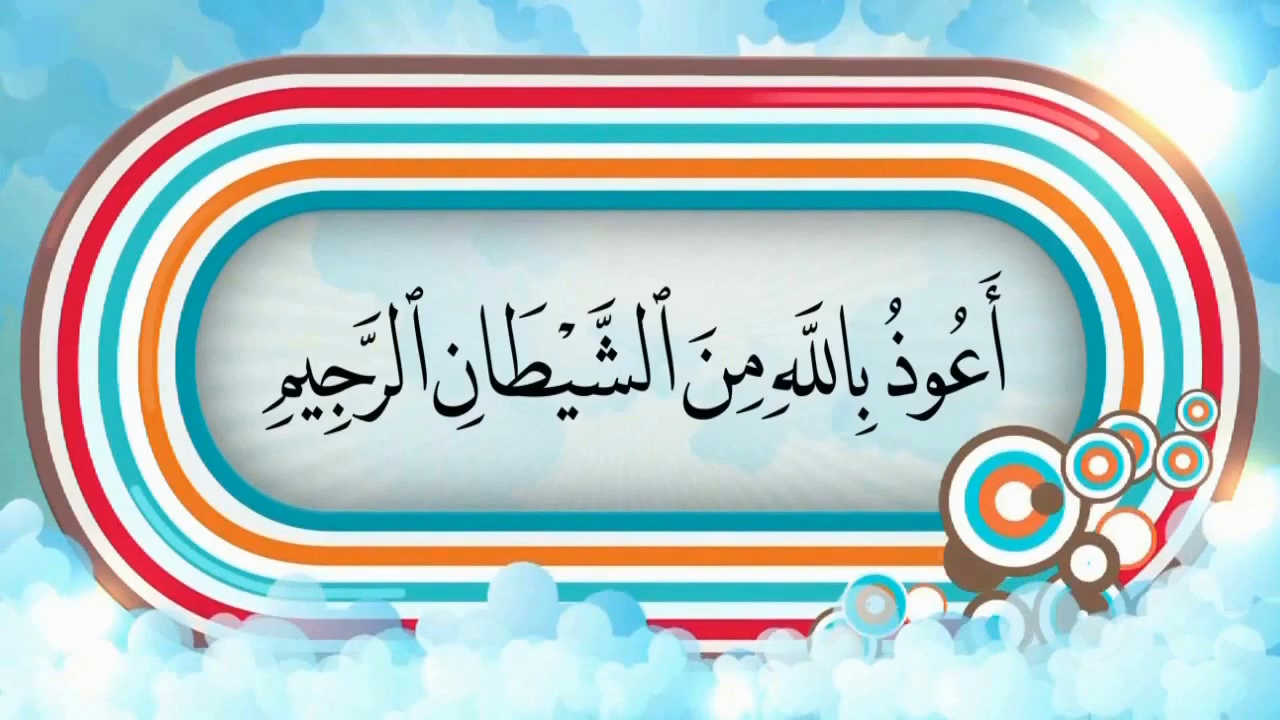 أَعُوذُ بِاللَّهِ مِنَ ٱلشَّيْطَانِ ٱلرَّجِيمِ